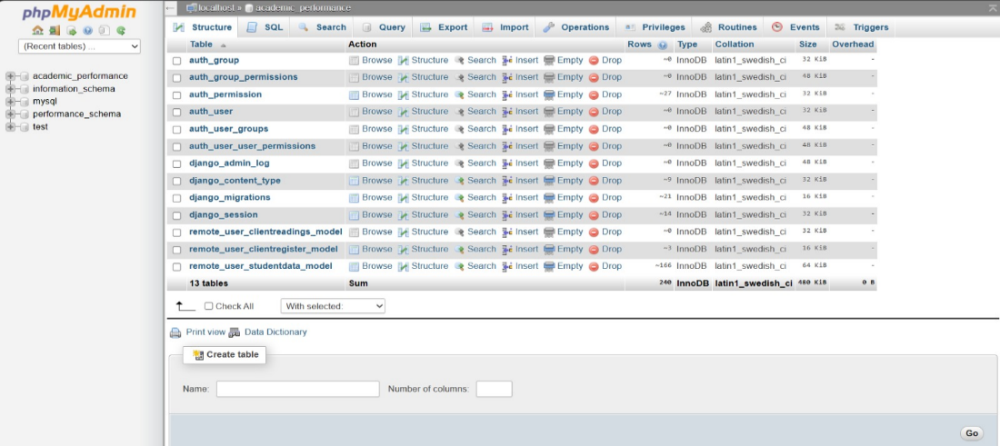 phpMyAdmin
(Recent tables) ...
academic_performance
information_schema
mysql
performance_schema
test
localhost » academic_performance
Structure SQL Search Query Export Import Operations Privileges Routines Events Triggers
Table Action Rows Type Collation Size Overhead
auth_group Browse Structure Search Insert Empty Drop ~0 InnoDB latin1_swedish_ci 32 KiB -
auth_group_permissions Browse Structure Search Insert Empty Drop ~0 InnoDB latin1_swedish_ci 48 KiB -
auth_permission Browse Structure Search Insert Empty Drop ~27 InnoDB latin1_swedish_ci 32 KiB -
auth_user Browse Structure Search Insert Empty Drop ~0 InnoDB latin1_swedish_ci 32 KiB -
auth_user_groups Browse Structure Search Insert Empty Drop ~0 InnoDB latin1_swedish_ci 48 KiB -
auth_user_user_permissions Browse Structure Search Insert Empty Drop ~0 InnoDB latin1_swedish_ci 48 KiB -
django_admin_log Browse Structure Search Insert Empty Drop ~0 InnoDB latin1_swedish_ci 48 KiB -
django_content_type Browse Structure Search Insert Empty Drop ~9 InnoDB latin1_swedish_ci 32 KiB -
django_migrations Browse Structure Search Insert Empty Drop ~21 InnoDB latin1_swedish_ci 16 KiB -
django_session Browse Structure Search Insert Empty Drop ~14 InnoDB latin1_swedish_ci 32 KiB -
remote_user_clientreadings_model Browse Structure Search Insert Empty Drop ~0 InnoDB latin1_swedish_ci 32 KiB -
remote_user_clientregister_model Browse Structure Search Insert Empty Drop ~3 InnoDB latin1_swedish_ci 16 KiB -
remote_user_studentdata_model Browse Structure Search Insert Empty Drop ~166 InnoDB latin1_swedish_ci 64 KiB -
13 tables Sum 240 InnoDB latin1_swedish_ci 480 KiB 0 B
Check All With selected:
Print view Data Dictionary
Create table
Name: Number of columns:
Go